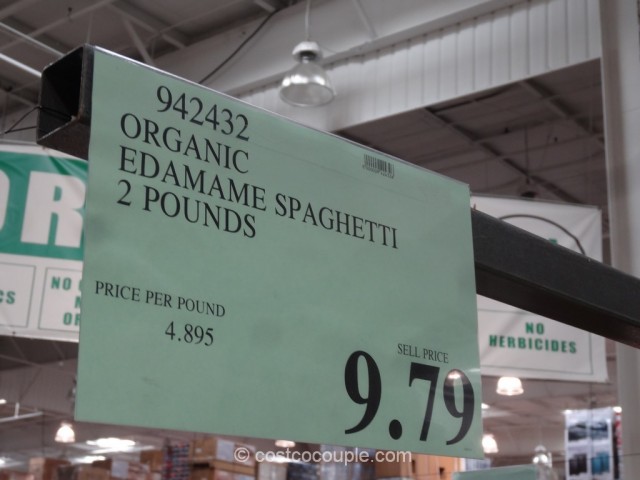 942432
ORGANIC
EDAMAME SPAGHETTI
2 POUNDS
PRICE PER POUND
4.895
SELL PRICE
9.79
NO
HERBICIDES
NO
© costcocouple.com